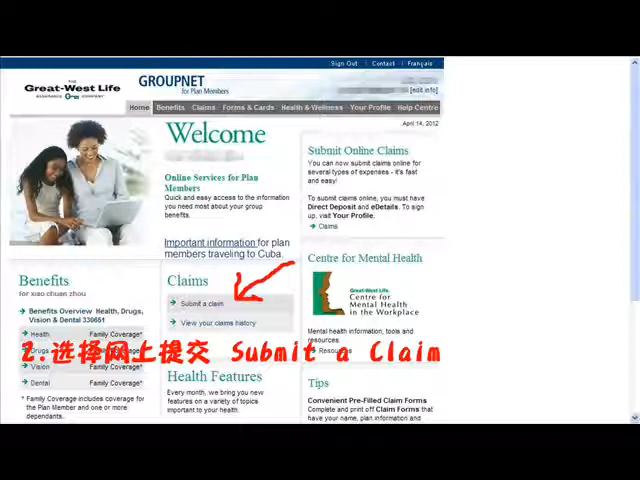 Sign Out Contact Français
THE
Great-West Life
ASSURANCE COMPANY
GROUPNET
for Plan Members
[edit info]
Home Benefits Claims Forms & Cards Health & Wellness Your Profile Help Centre
April 14, 2012
Welcome
Online Services for Plan
Members
Quick and easy access to the information
you need most about your group
benefits.
Important information for plan
members traveling to Cuba.
Submit Online Claims
You can now submit claims online for
several types of expenses - it's fast
and easy!
To submit claims online, you must have
Direct Deposit and eDetails. To sign
up, visit Your Profile.
Claims
Benefits
for xiao chuan zhou
Benefits Overview Health, Drugs,
Vision & Dental 330651
Health Family Coverage*
Drugs
Vision Family Coverage*
Dental Family Coverage*
* Family Coverage includes coverage for
the Plan Member and one or more
dependants.
Claims
Submit a claim
View your claims history
2.选择网上提交 Submit a Claim
Health Features
Every month, we bring you new
features on a variety of topics
important to your health.
Centre for Mental Health
Great-West Life
Centre for
Mental Health
in the Workplace
Mental health information, tools and
resources.
Resources
Tips
Convenient Pre-Filled Claim Forms
Complete and print off Claim Forms that
have your name, plan information and